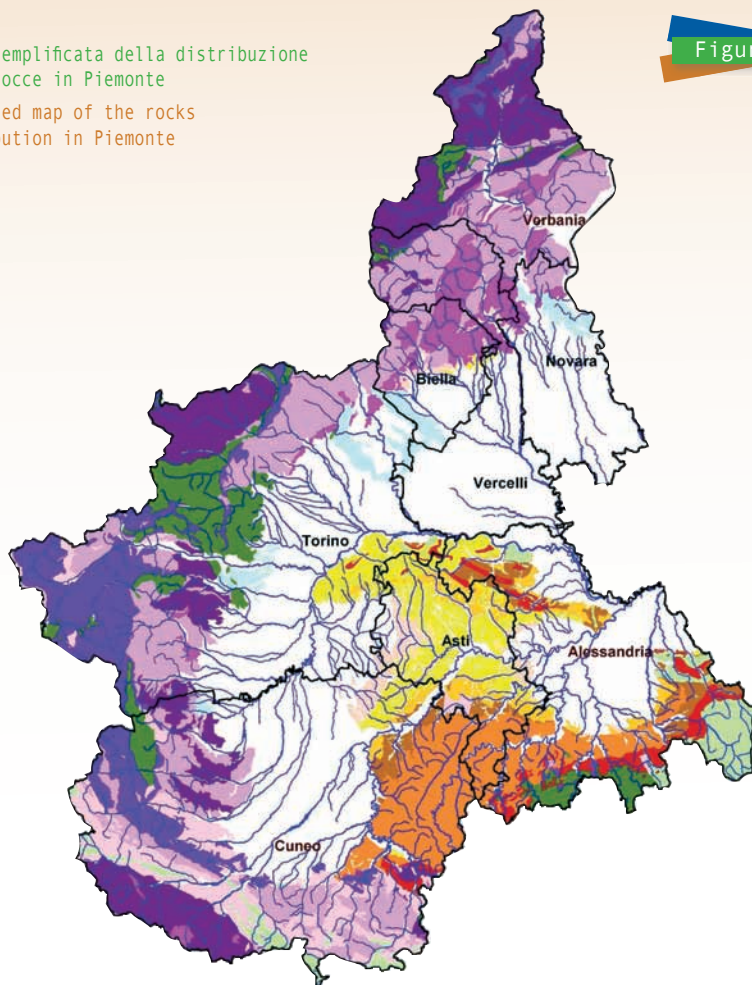 emplificata della distribuzione
occe in Piemonte
ed map of the rocks
ution in Piemonte
Figur
Verbania
Novara
Biella
Vercelli
Torino
Asti
Alessandria
Cuneo